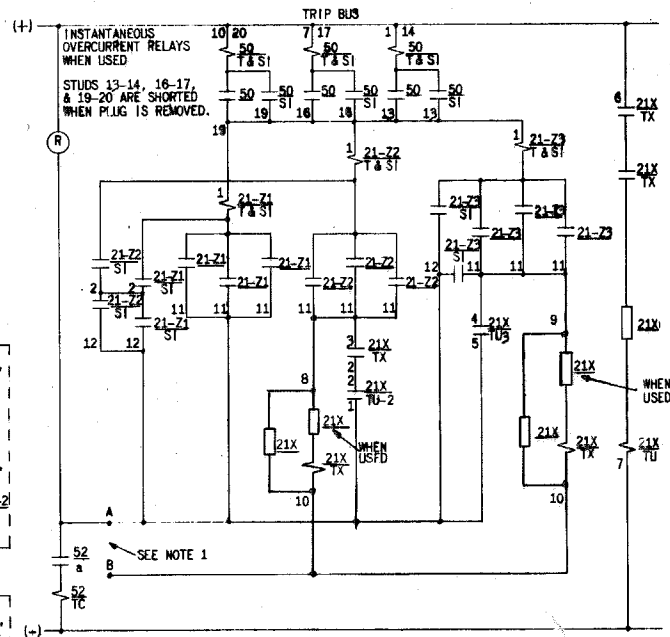 TRIP BUS
(+)
INSTANTANEOUS
OVERCURRENT RELAYS
WHEN USED
STUDS 13-14, 16-17,
& 19-20 ARE SHORTED
WHEN PLUG IS REMOVED.
10 20
50
T & SI
7 17
50
T & SI
1 14
50
T & SI
50
50
SI
50
50
SI
50
50
SI
19
19
16
16
13
13
R
1
21-Z2
T & SI
1
21-Z3
T & SI
6
21X
TX
21X
TX
1
21-Z1
T & SI
21-Z3
SI
21-Z3
21-Z3
21-Z3
21-Z2
SI
21-Z1
SI
21-Z1
21-Z1
21-Z1
21-Z2
21-Z2
21-Z2
21-Z3
SI
12
11
11
11
2
2
21-Z2
SI
21-Z1
SI
11
11
11
11
11
11
12
12
3
21X
TX
2
2
21X
TU-2
1
4
21X
TU3
5
9
21X
WHEN
USED
21X
8
21X
21X
WHEN
USED
21X
TX
10
21X
21X
TX
10
21X
TU
7
A
SEE NOTE 1
B
52
a
52
TC
(+)